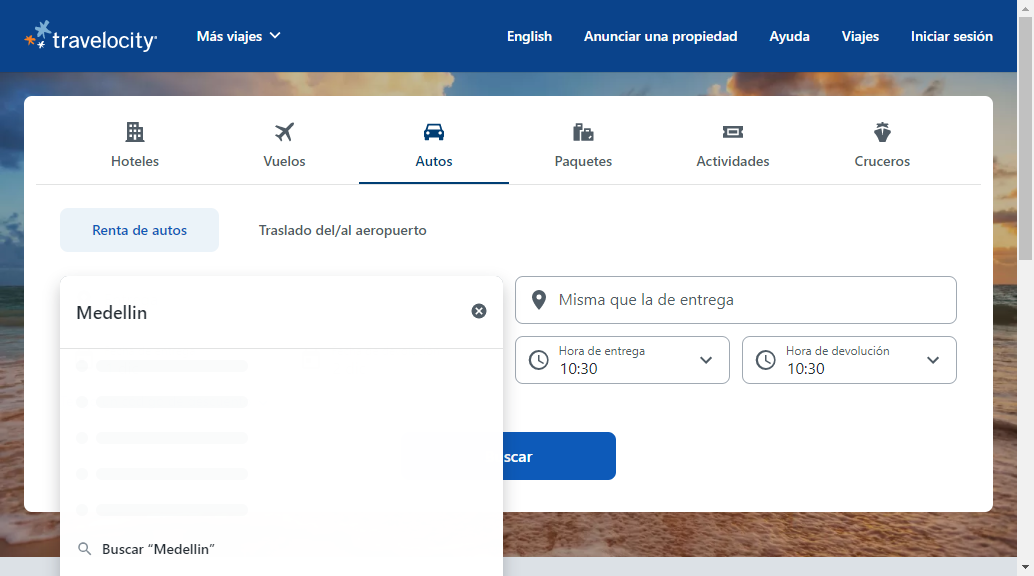 travelocity
Más viajes
English
Anunciar una propiedad
Ayuda
Viajes
Iniciar sesión
Hoteles
Vuelos
Autos
Paquetes
Actividades
Cruceros
Renta de autos
Traslado del/al aeropuerto
Medellin
Misma que la de entrega
Hora de entrega
10:30
Hora de devolución
10:30
scar
Buscar “Medellin”